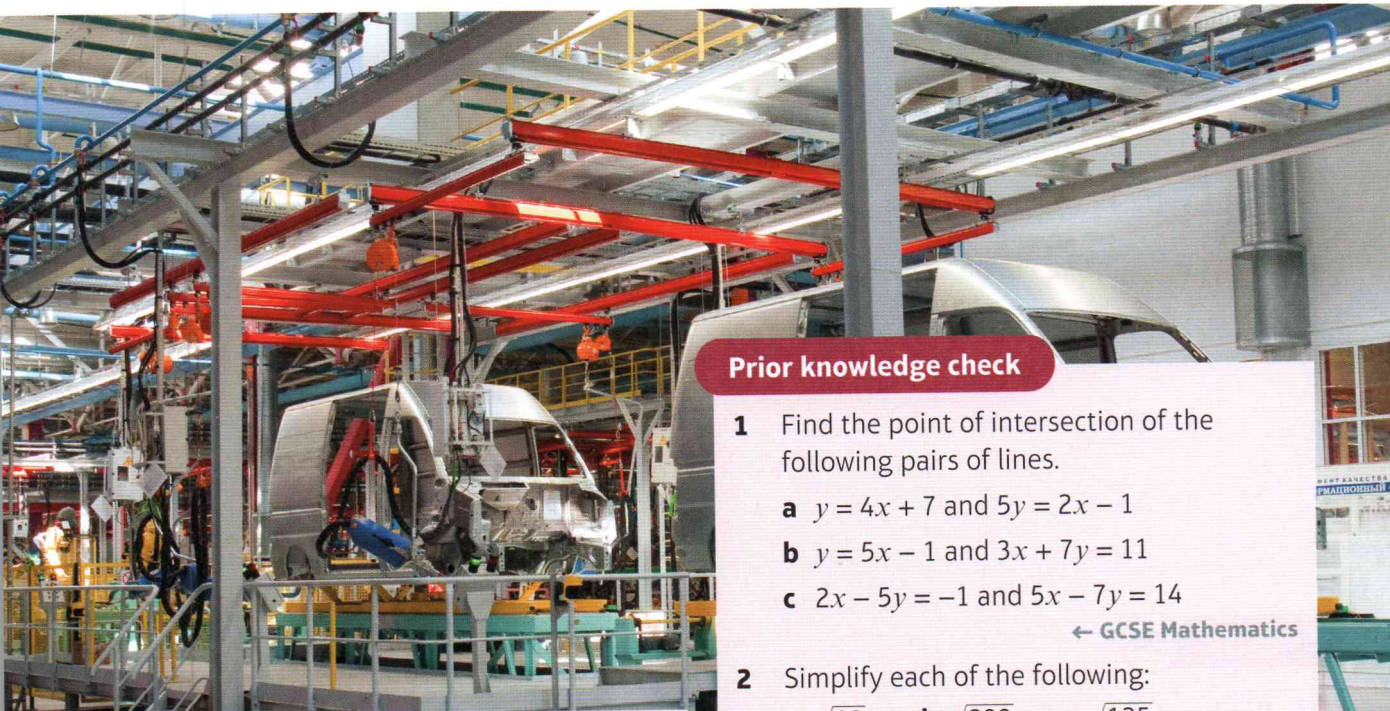 Prior knowledge check
1 Find the point of intersection of the
following pairs of lines.
a y = 4x + 7 and 5y = 2x − 1
b y = 5x − 1 and 3x + 7y = 11
c 2x − 5y = −1 and 5x − 7y = 14
← GCSE Mathematics
2 Simplify each of the following: